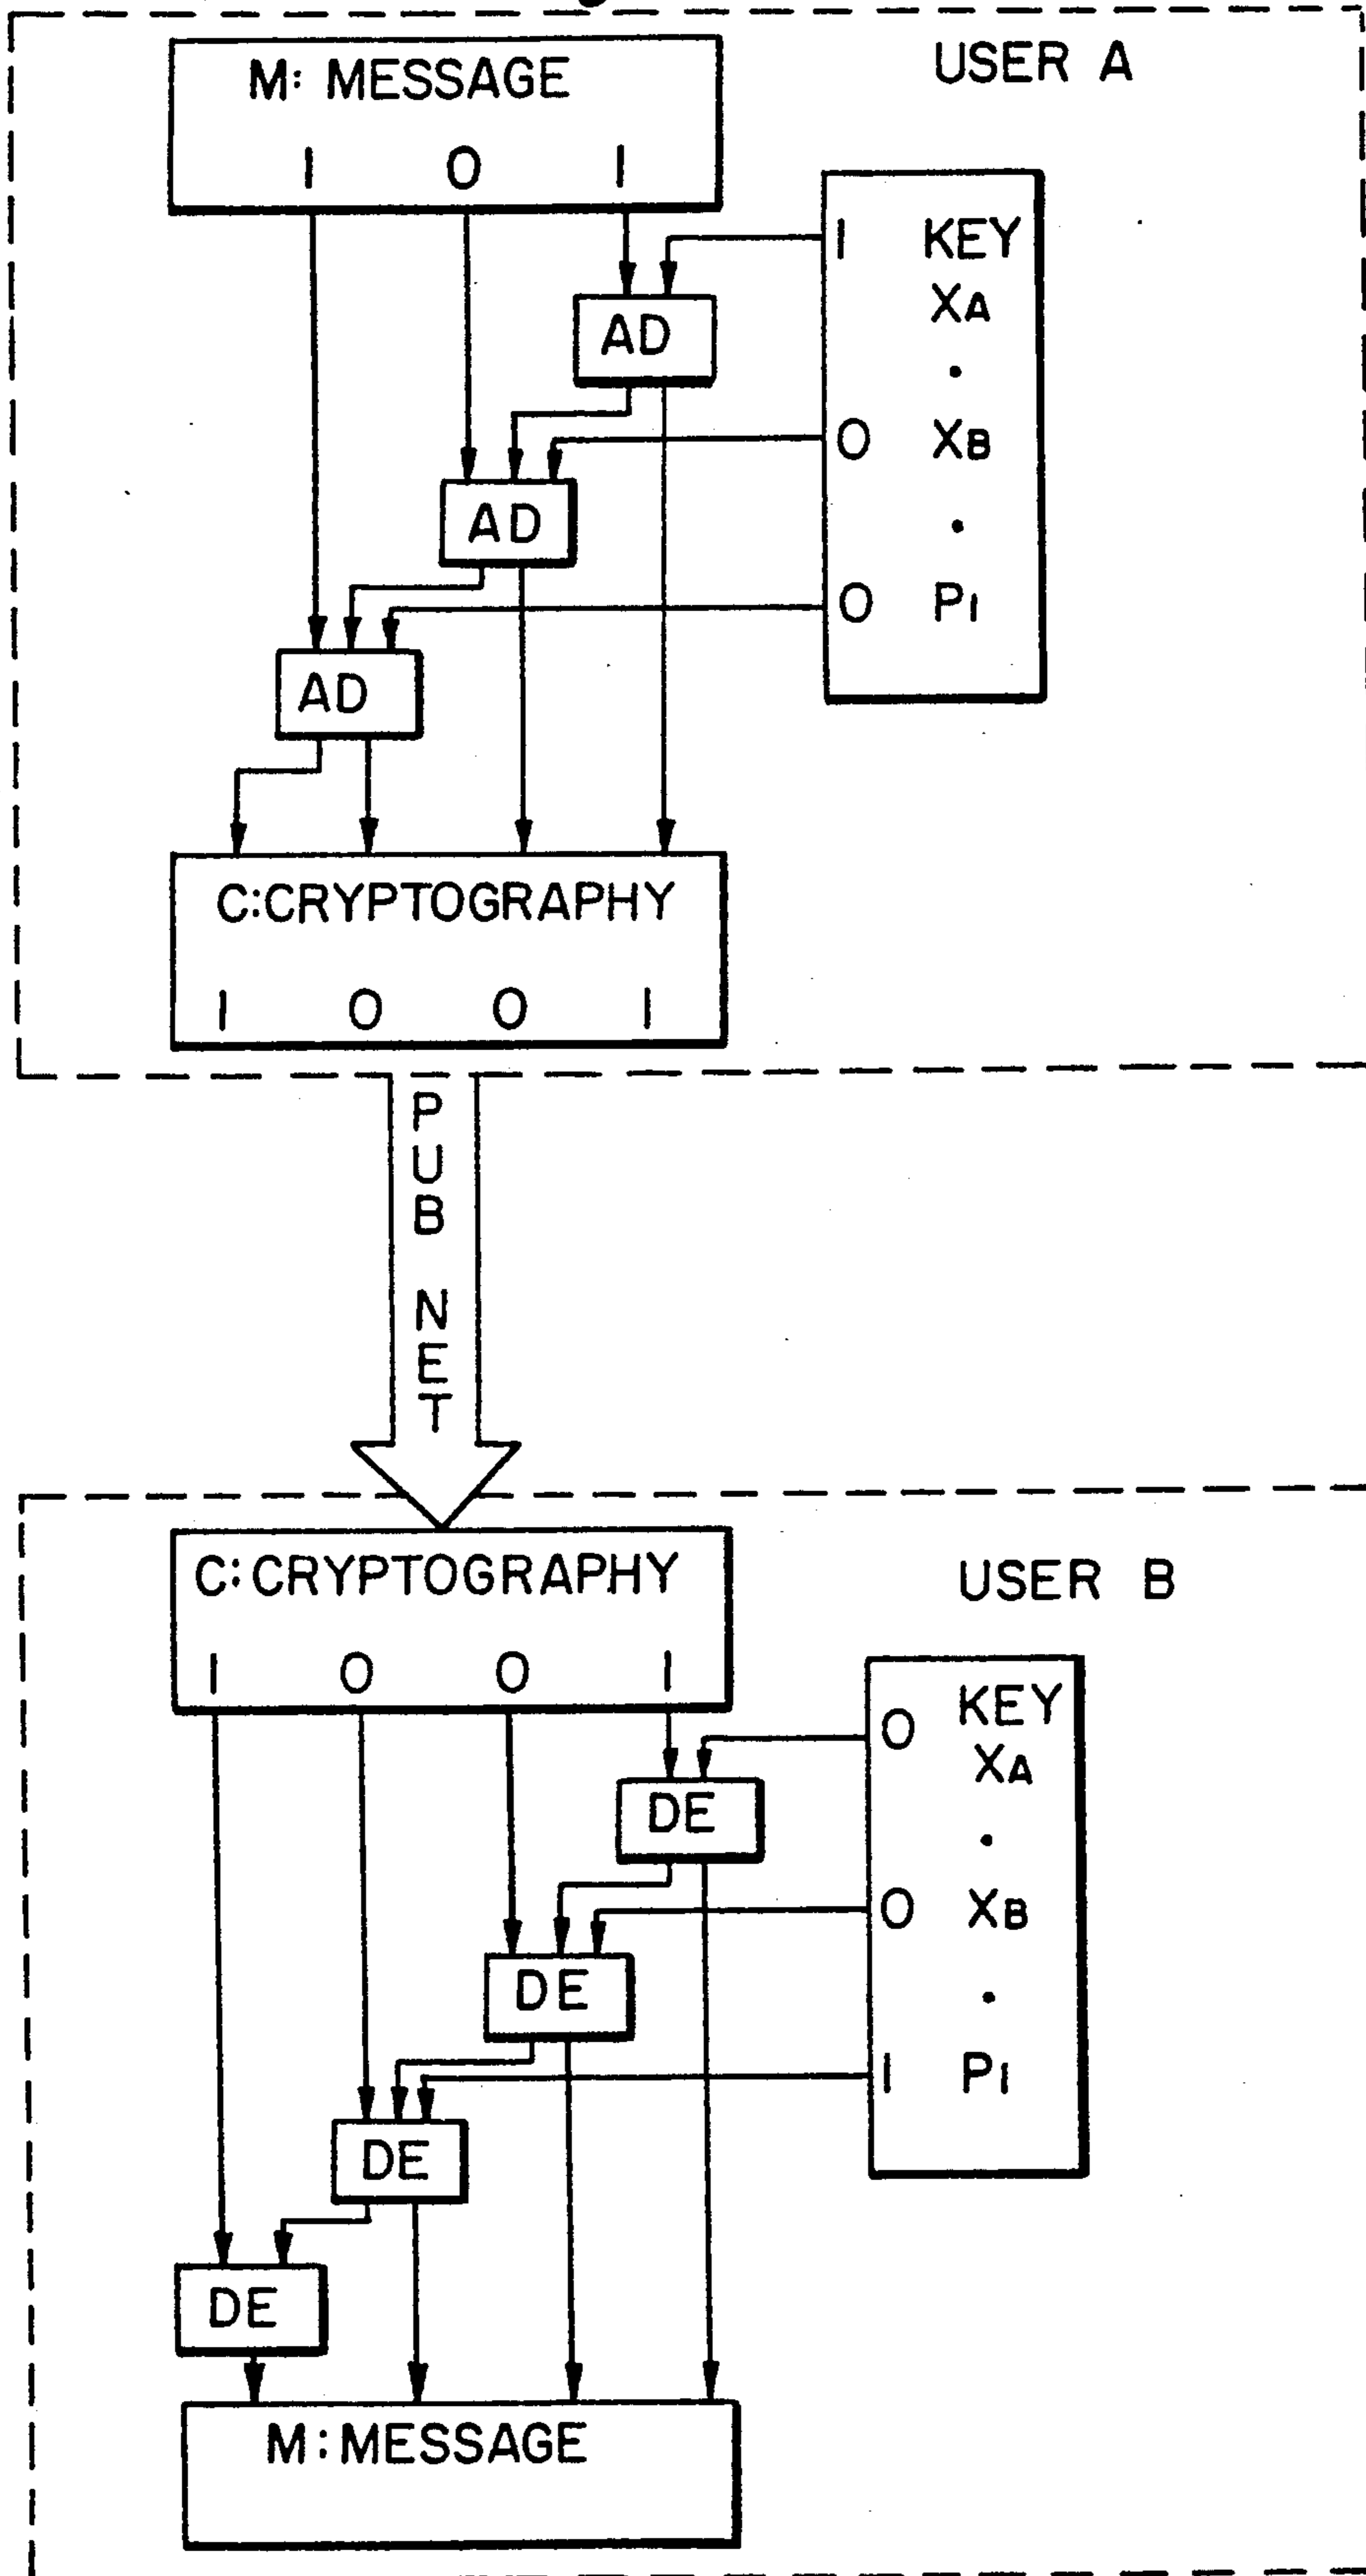 M: MESSAGE
USER A
1 0 1
1 KEY
XA
.
AD
0 XB
.
AD
0 P1
AD
C:CRYPTOGRAPHY
1 0 0 1
PUB NET
C:CRYPTOGRAPHY
USER B
1 0 0 1
0 KEY
XA
.
DE
0 XB
.
DE
1 P1
DE
DE
M:MESSAGE